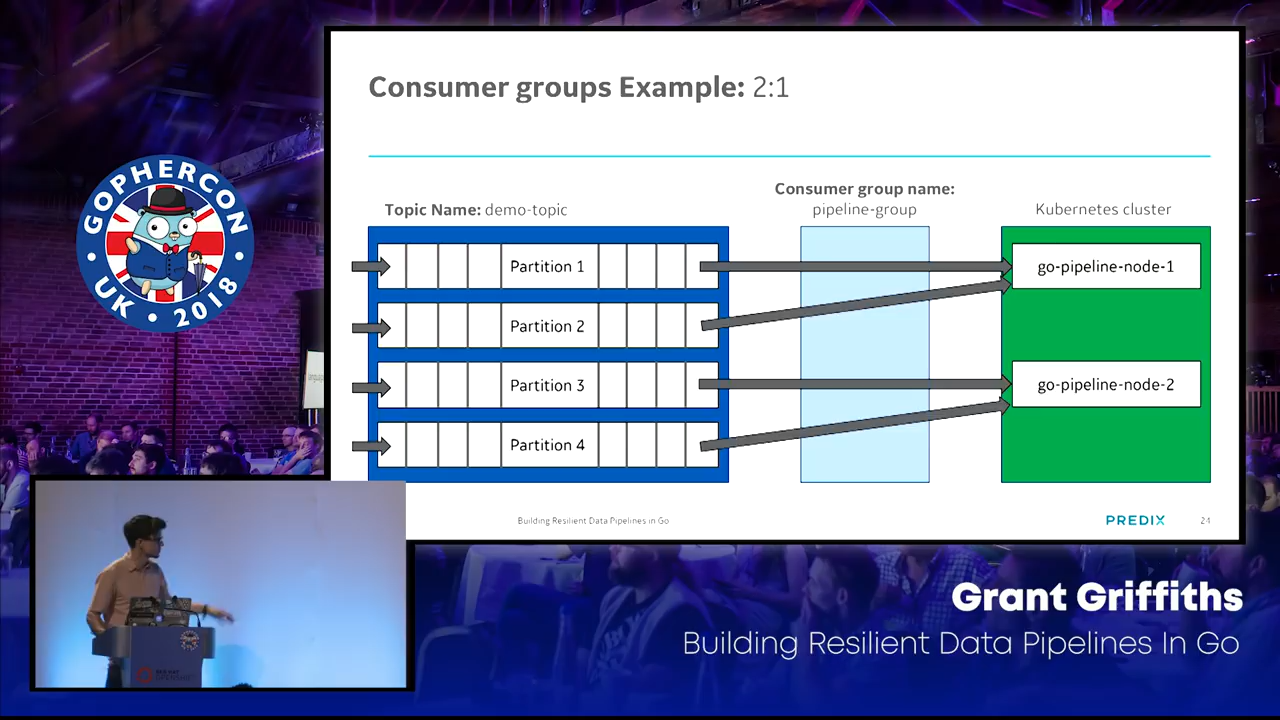 Consumer groups Example: 2:1
Consumer group name:
Topic Name: demo-topic
pipeline-group
Kubernetes cluster
Partition 1
go-pipeline-node-1
Partition 2
Partition 3
go-pipeline-node-2
Partition 4
Building Resilient Data Pipelines in Go
PREDIX
24
GOPHERCON
UK • 2018
Grant Griffiths
Building Resilient Data Pipelines In Go